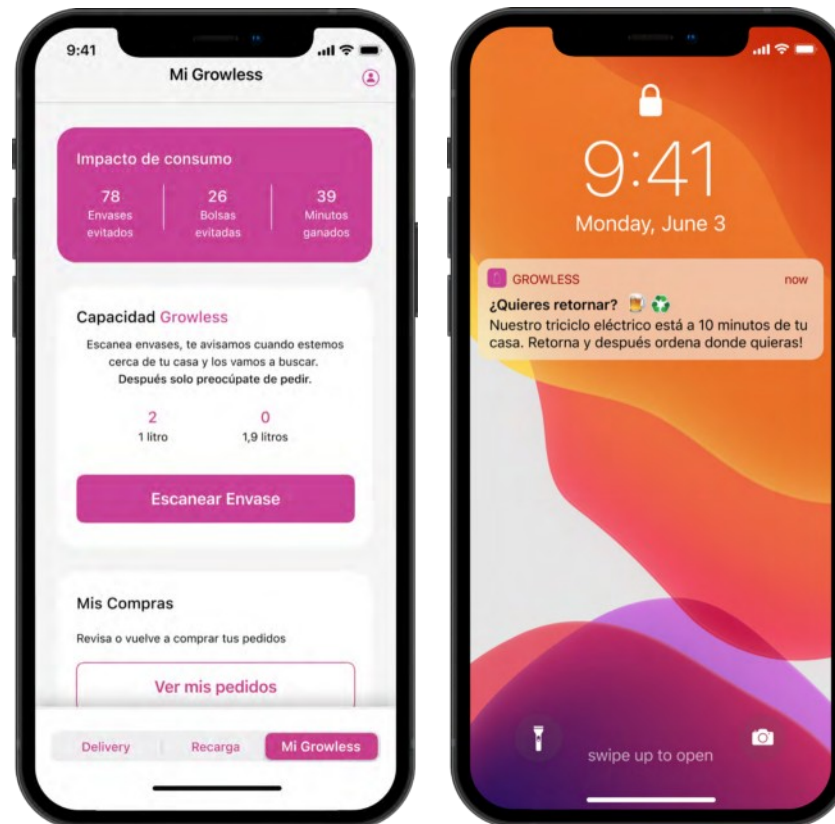 9:41
Mi Growless
Impacto de consumo
78
Envases
evitados
26
Bolsas
evitadas
39
Minutos
ganados
Capacidad Growless
Escanea envases, te avisamos cuando estemos
cerca de tu casa y los vamos a buscar.
Después solo preocúpate de pedir.
2
1 litro
0
1,9 litros
Escanear Envase
Mis Compras
Revisa o vuelve a comprar tus pedidos
Ver mis pedidos
Delivery
Recarga
Mi Growless
9:41
Monday, June 3
GROWLESS
now
¿Quieres retornar? 🍺 ♻️
Nuestro triciclo eléctrico está a 10 minutos de tu
casa. Retorna y después ordena donde quieras!
swipe up to open